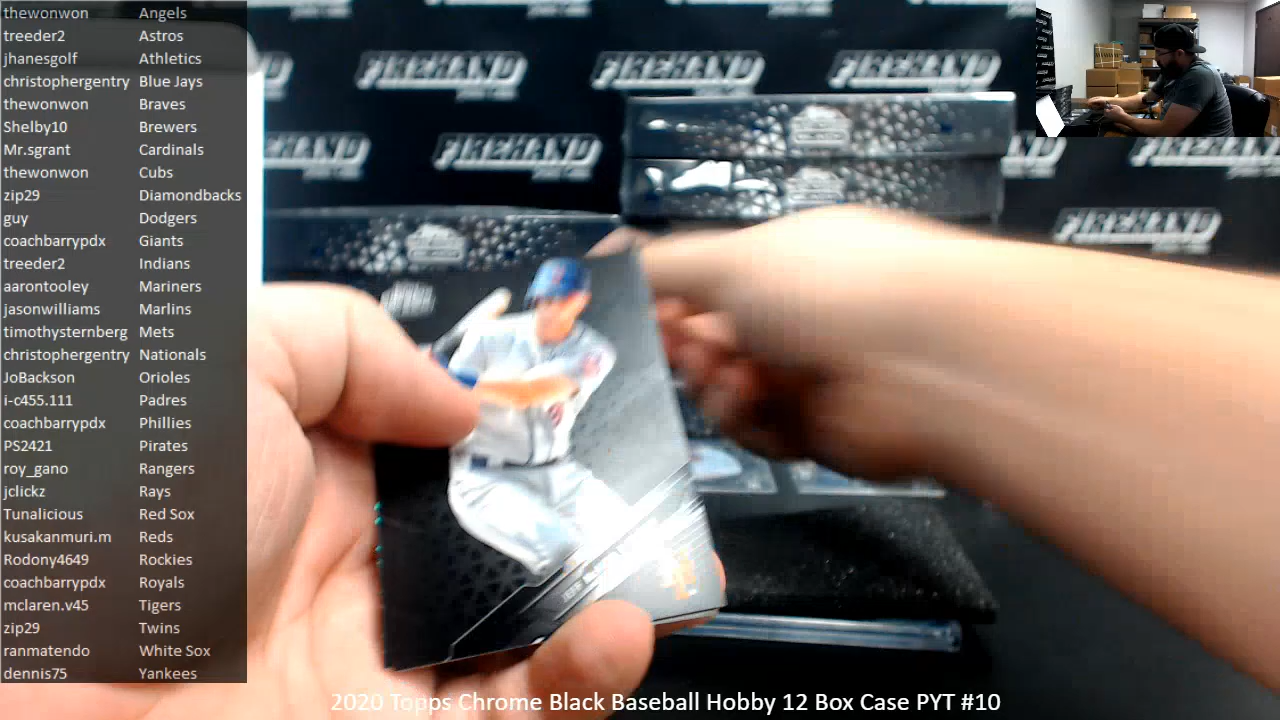 thewonwon Angels
treeder2 Astros
jhanesgolf Athletics
christophergentry Blue Jays
thewonwon Braves
Shelby10 Brewers
Mr.sgrant Cardinals
thewonwon Cubs
zip29 Diamondbacks
guy Dodgers
coachbarrypdx Giants
treeder2 Indians
aarontooley Mariners
jasonwilliams Marlins
timothysternberg Mets
christophergentry Nationals
JoBackson Orioles
i-c455.111 Padres
coachbarrypdx Phillies
PS2421 Pirates
roy_gano Rangers
jclickz Rays
Tunalicious Red Sox
kusakanmuri.m Reds
Rodony4649 Rockies
coachbarrypdx Royals
mclaren.v45 Tigers
zip29 Twins
ranmatendo White Sox
dennis75 Yankees
FIREHAND FIREHAND FIREHAND
FIREHAND FIREHAND
FIREHAND
JEFF
2020 Topps Chrome Black Baseball Hobby 12 Box Case PYT #10